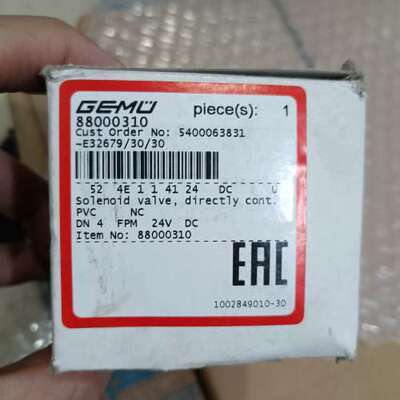 GEMÜ piece(s): 1
88000310
Cust Order No: 5400063831
~E32679/30/30
52 4E 1 1 41 24 DC 0
Solenoid valve, directly cont.
PVC NC
DN 4 FPM 24V DC
Item No: 88000310
EAC
1002849010-30